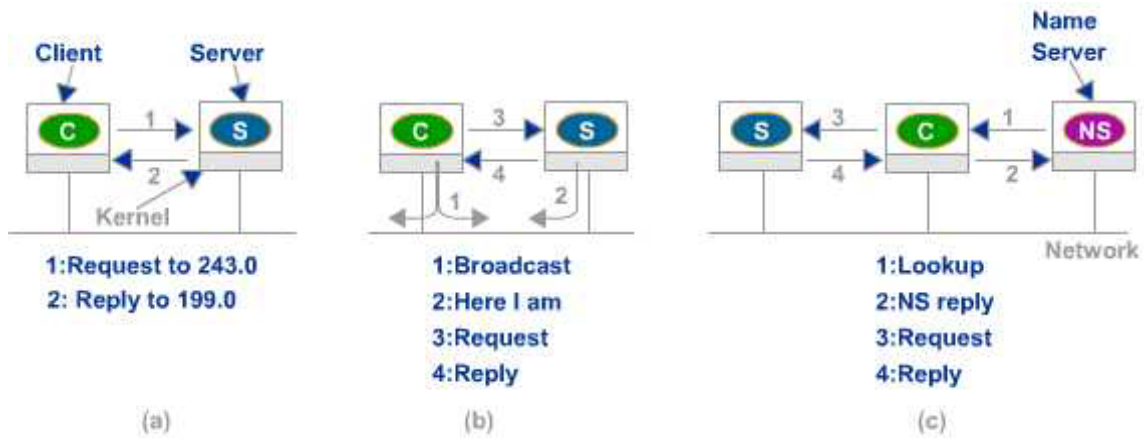 Client
Server
C
1
S
2
Kernel
1:Request to 243.0
2: Reply to 199.0
(a)
C
3
S
4
1
2
1:Broadcast
2:Here I am
3:Request
4:Reply
(b)
Name
Server
S
3
C
1
NS
4
2
Network
1:Lookup
2:NS reply
3:Request
4:Reply
(c)